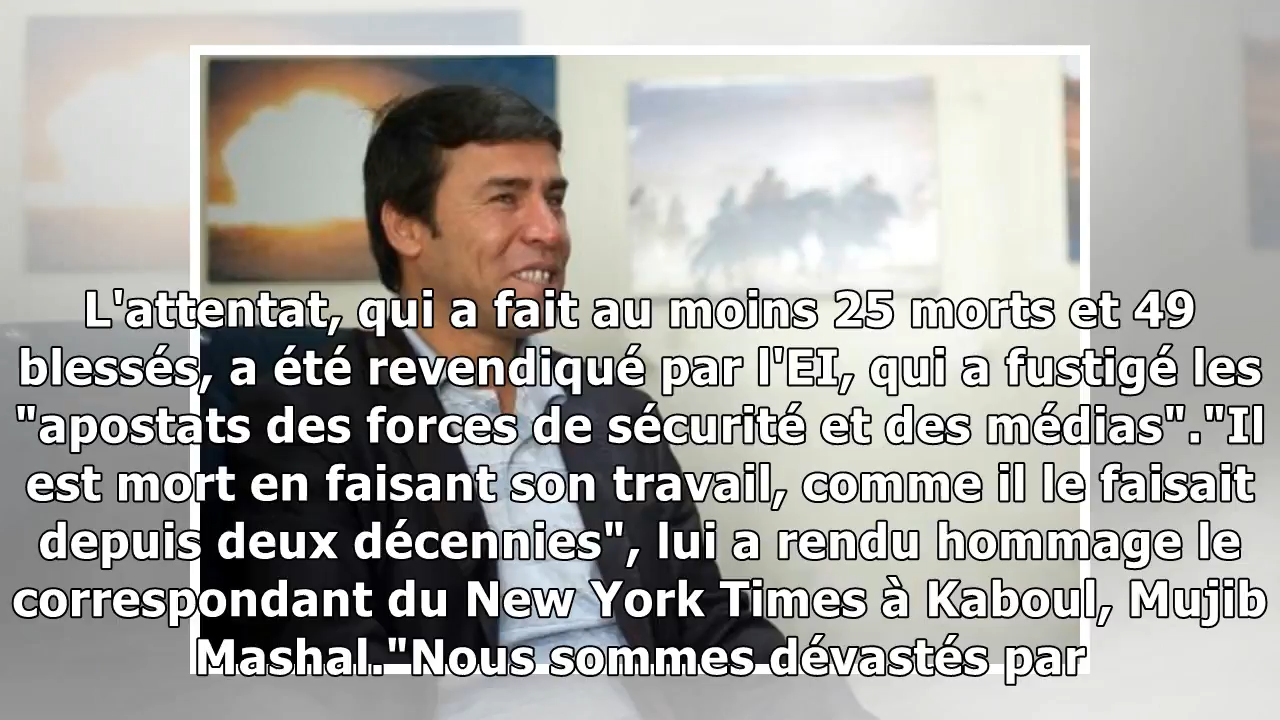 L'attentat, qui a fait au moins 25 morts et 49
blessés, a été revendiqué par l'EI, qui a fustigé les
"apostats des forces de sécurité et des médias"."Il
est mort en faisant son travail, comme il le faisait
depuis deux décennies", lui a rendu hommage le
correspondant du New York Times à Kaboul, Mujib
Mashal."Nous sommes dévastés par